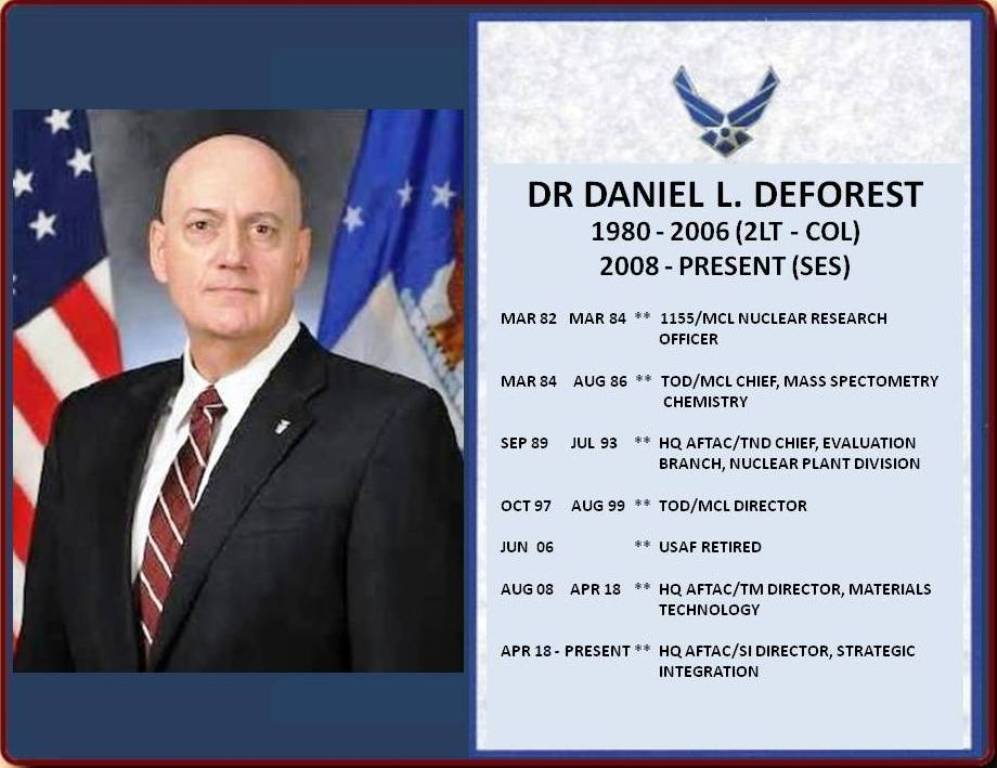 DR DANIEL L. DEFOREST
1980 - 2006 (2LT - COL)
2008 - PRESENT (SES)
MAR 82 MAR 84 ** 1155/MCL NUCLEAR RESEARCH
OFFICER
MAR 84 AUG 86 ** TOD/MCL CHIEF, MASS SPECTOMETRY
CHEMISTRY
SEP 89 JUL 93 ** HQ AFTAC/TND CHIEF, EVALUATION
BRANCH, NUCLEAR PLANT DIVISION
OCT 97 AUG 99 ** TOD/MCL DIRECTOR
JUN 06 ** USAF RETIRED
AUG 08 APR 18 ** HQ AFTAC/TM DIRECTOR, MATERIALS
TECHNOLOGY
APR 18 - PRESENT ** HQ AFTAC/SI DIRECTOR, STRATEGIC
INTEGRATION